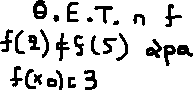 Θ.Ε.Τ. η f
f(2) ≠ f(5) άρα
f(x₀)=3